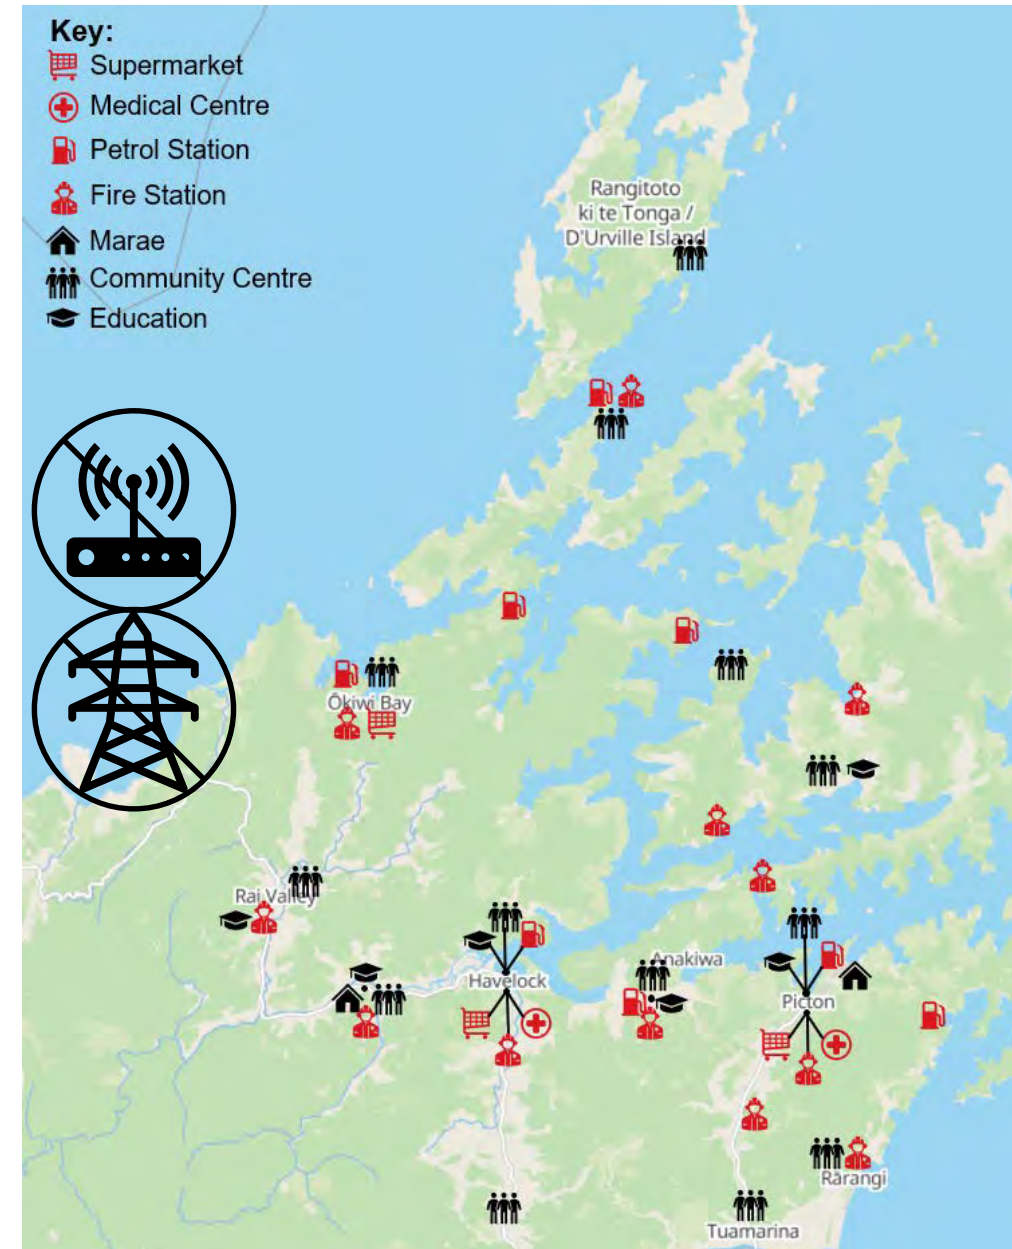 Key:
Supermarket
Medical Centre
Petrol Station
Fire Station
Marae
Community Centre
Education
Rangitoto
ki te Tonga /
D'Urville Island
Ōkiwi Bay
Rai Valley
Anakiwa
Havelock
Picton
Rārangi
Tuamarina